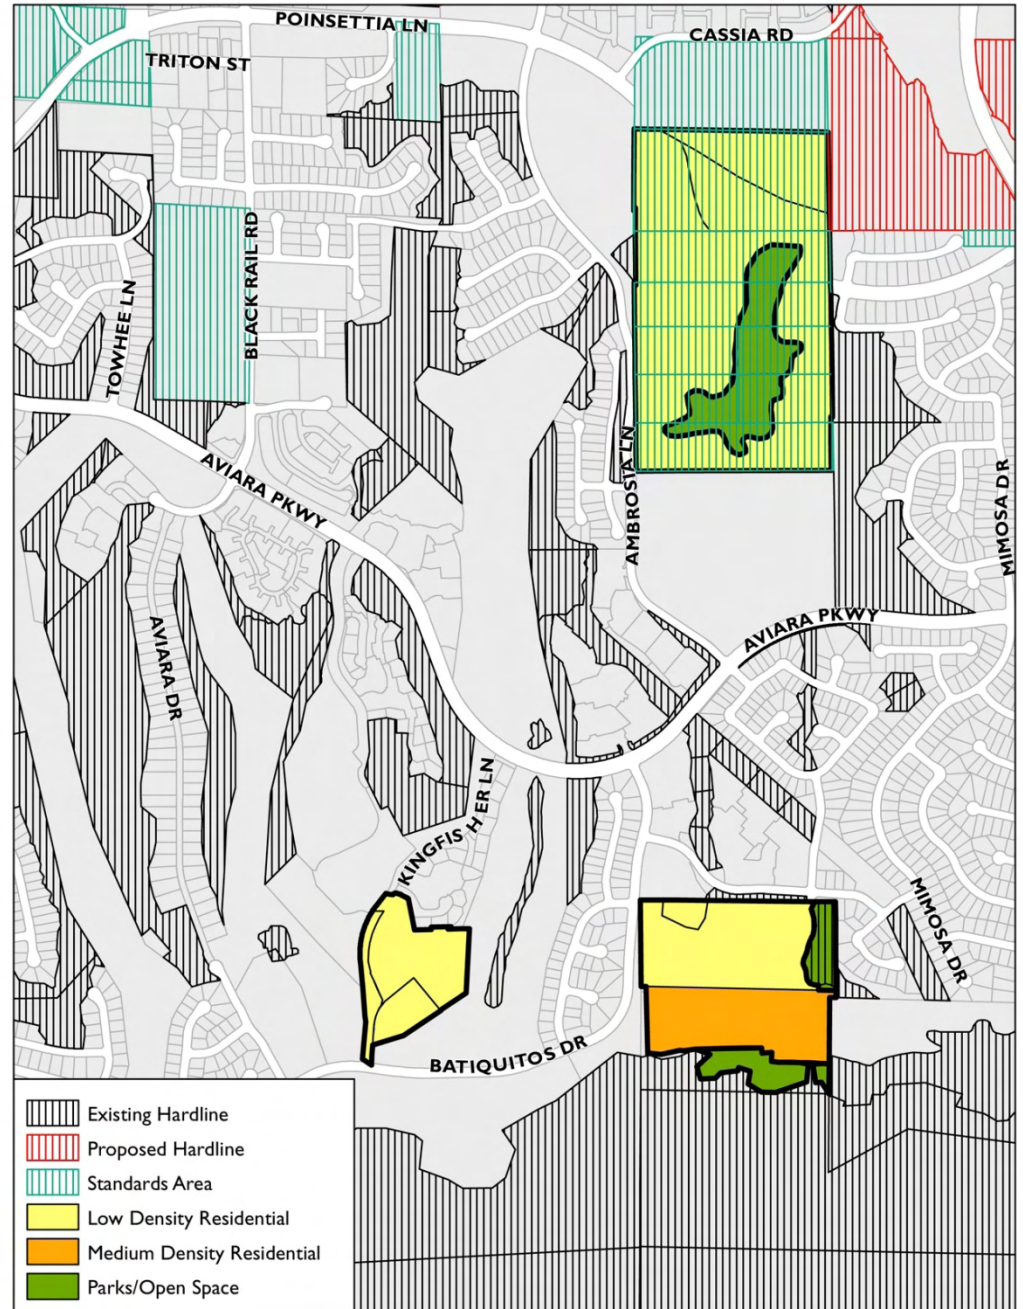 POINSETTIA LN
CASSIA RD
TRITON ST
BLACK RAIL RD
TOWHEE LN
AVIARA PKWY
AMBROSIA LN
MIMOSA DR
AVIARA PKWY
AVIARA DR
KINGFISHER LN
MIMOSA DR
BATIQUITOS DR
Existing Hardline
Proposed Hardline
Standards Area
Low Density Residential
Medium Density Residential
Parks/Open Space